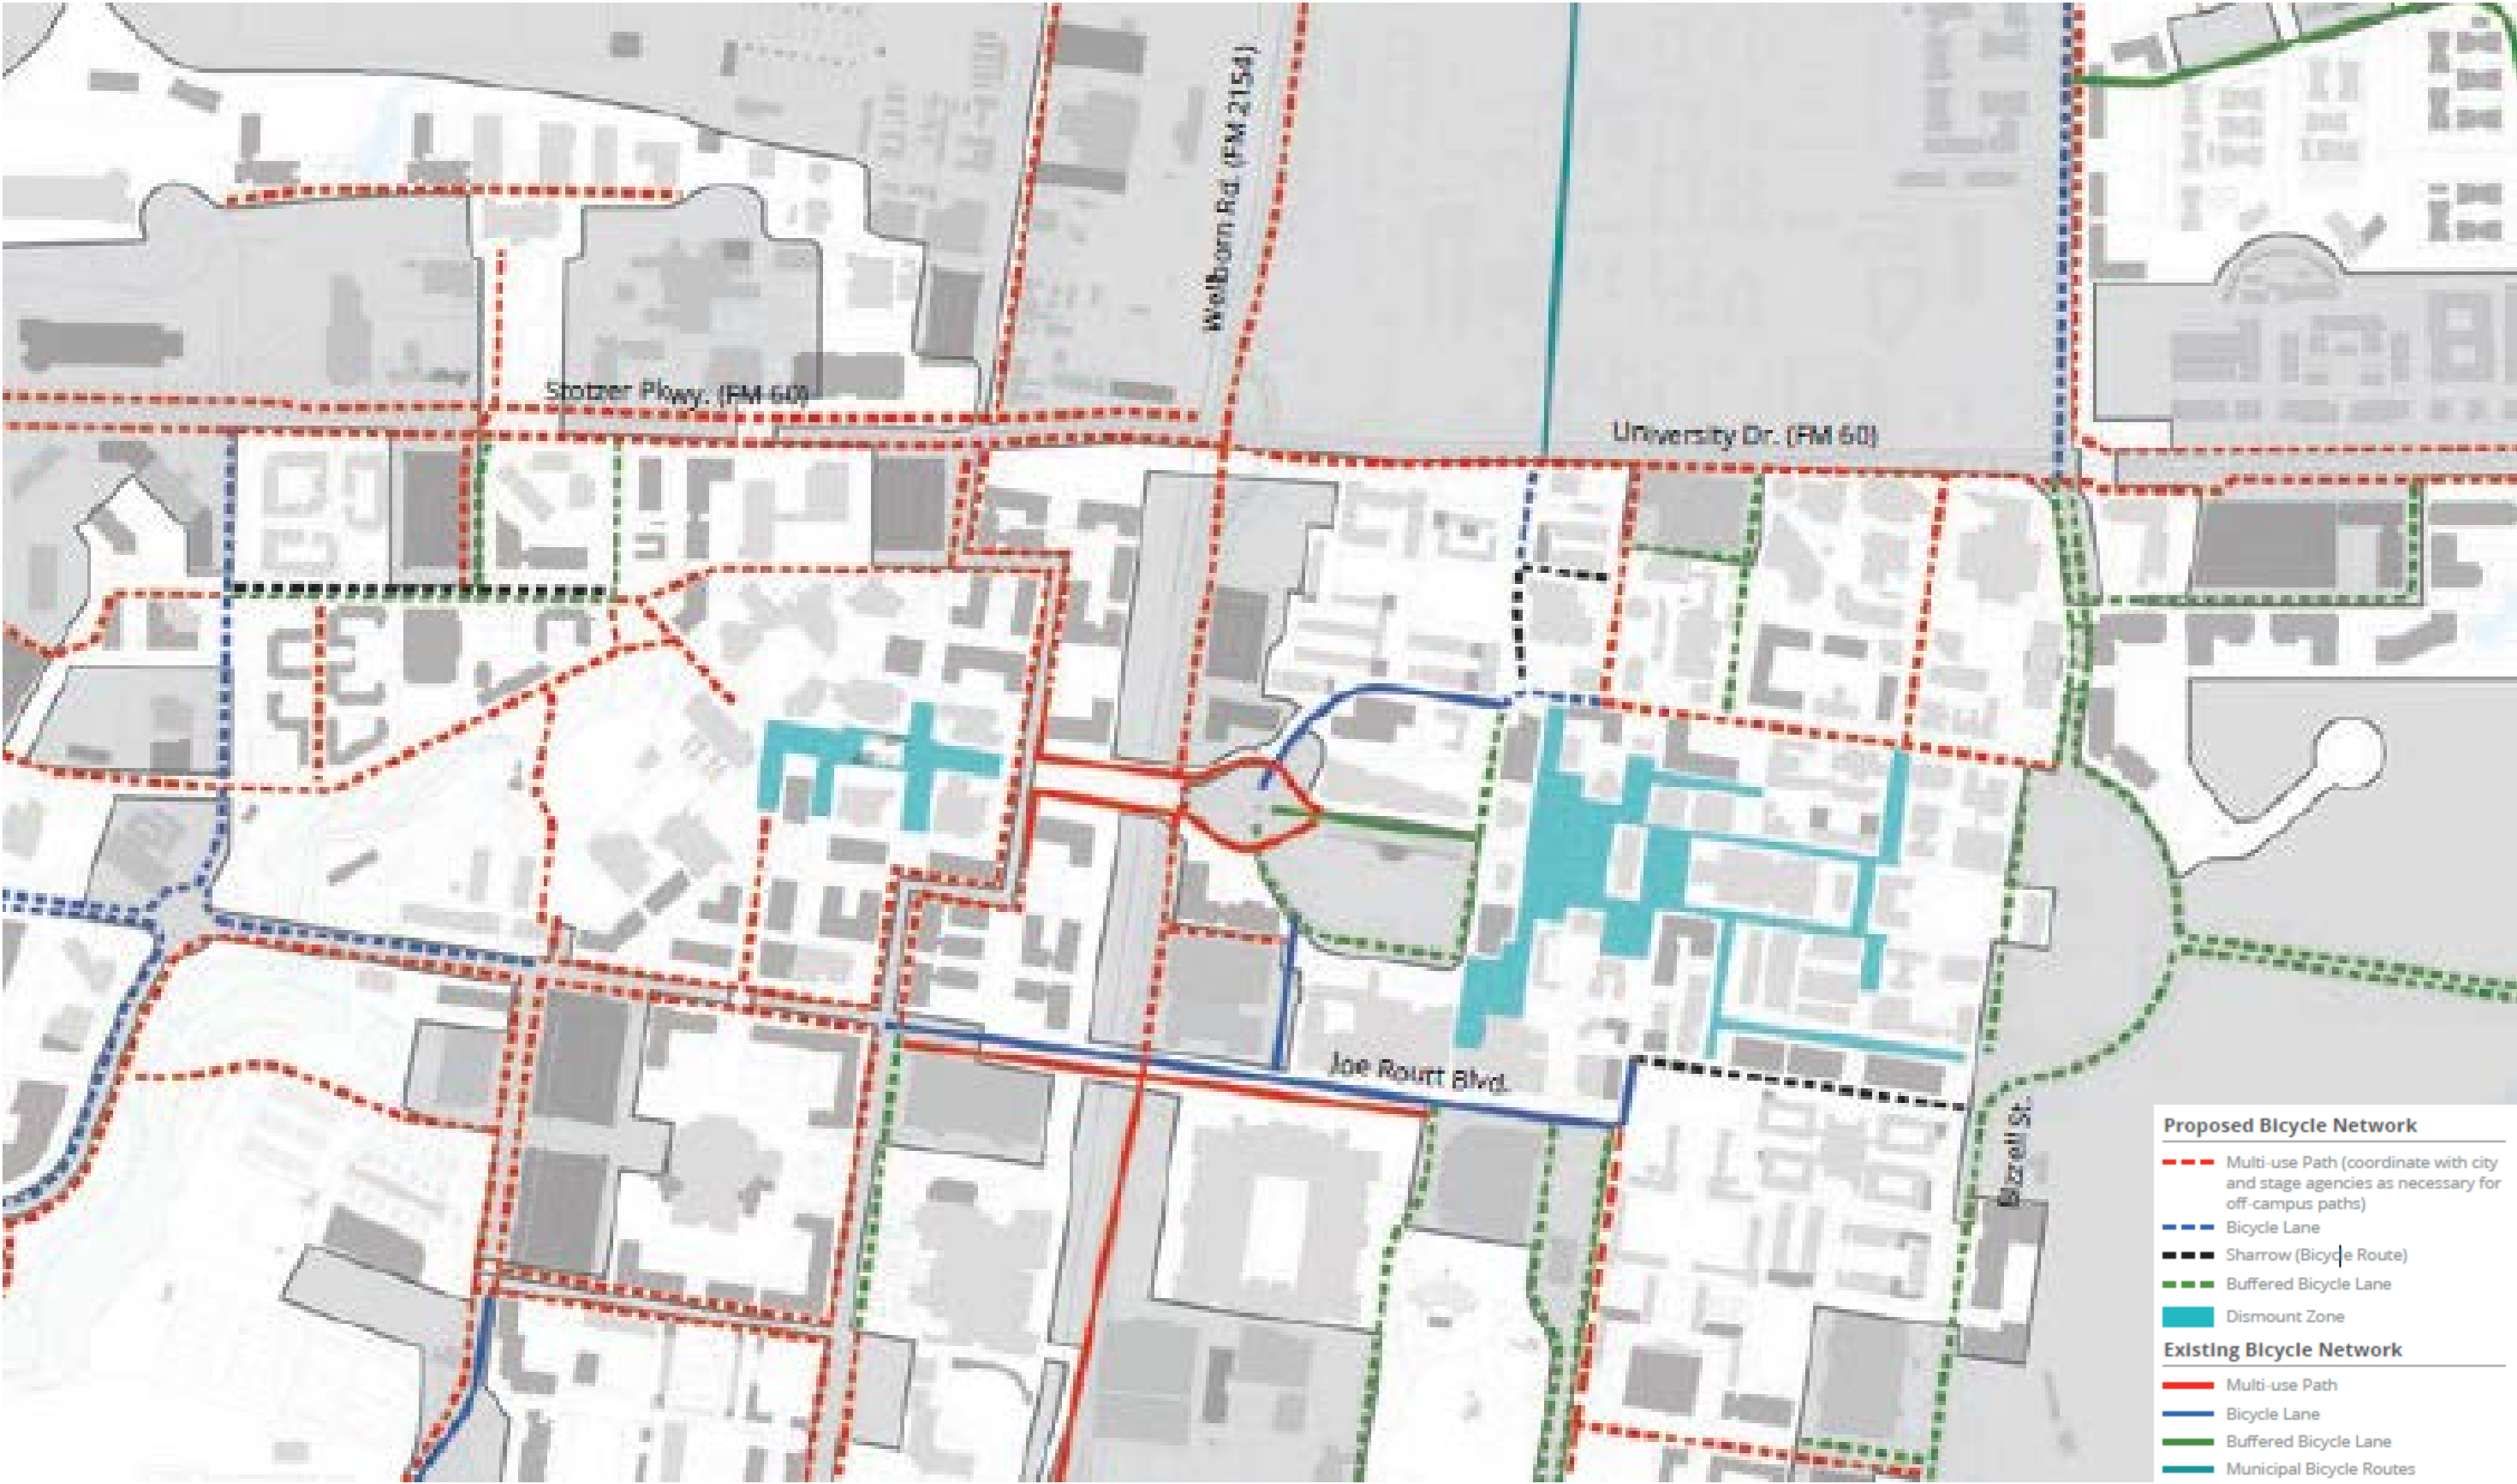 Welborn Rd. (FM 2154)
Stotzer Pkwy. (FM 60)
University Dr. (FM 60)
Joe Routt Blvd.
Bizzell St.
Proposed Bicycle Network
Multi-use Path (coordinate with city
and stage agencies as necessary for
off-campus paths)
Bicycle Lane
Sharrow (Bicycle Route)
Buffered Bicycle Lane
Dismount Zone
Existing Bicycle Network
Multi-use Path
Bicycle Lane
Buffered Bicycle Lane
Municipal Bicycle Routes